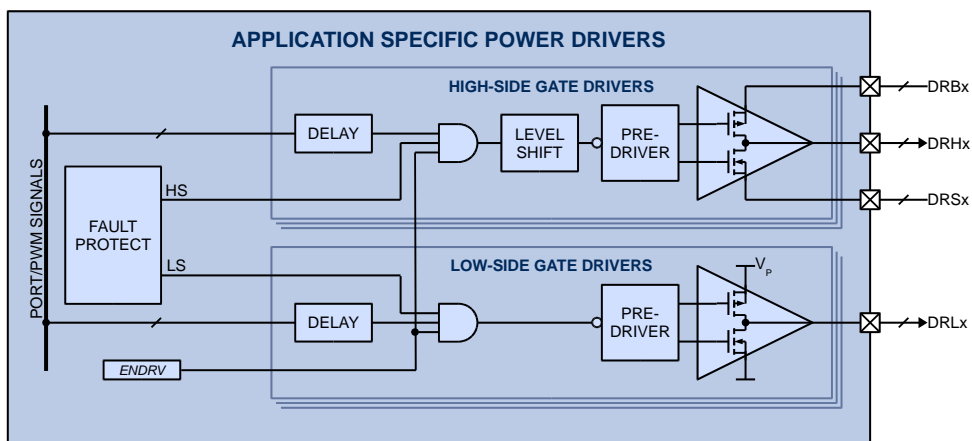 APPLICATION SPECIFIC POWER DRIVERS
HIGH-SIDE GATE DRIVERS
DRBx
DELAY
LEVEL
SHIFT
PRE-
DRIVER
DRHx
PORT/PWM SIGNALS
HS
FAULT
PROTECT
DRSx
LS
LOW-SIDE GATE DRIVERS
VP
DELAY
PRE-
DRIVER
DRLx
ENDRV